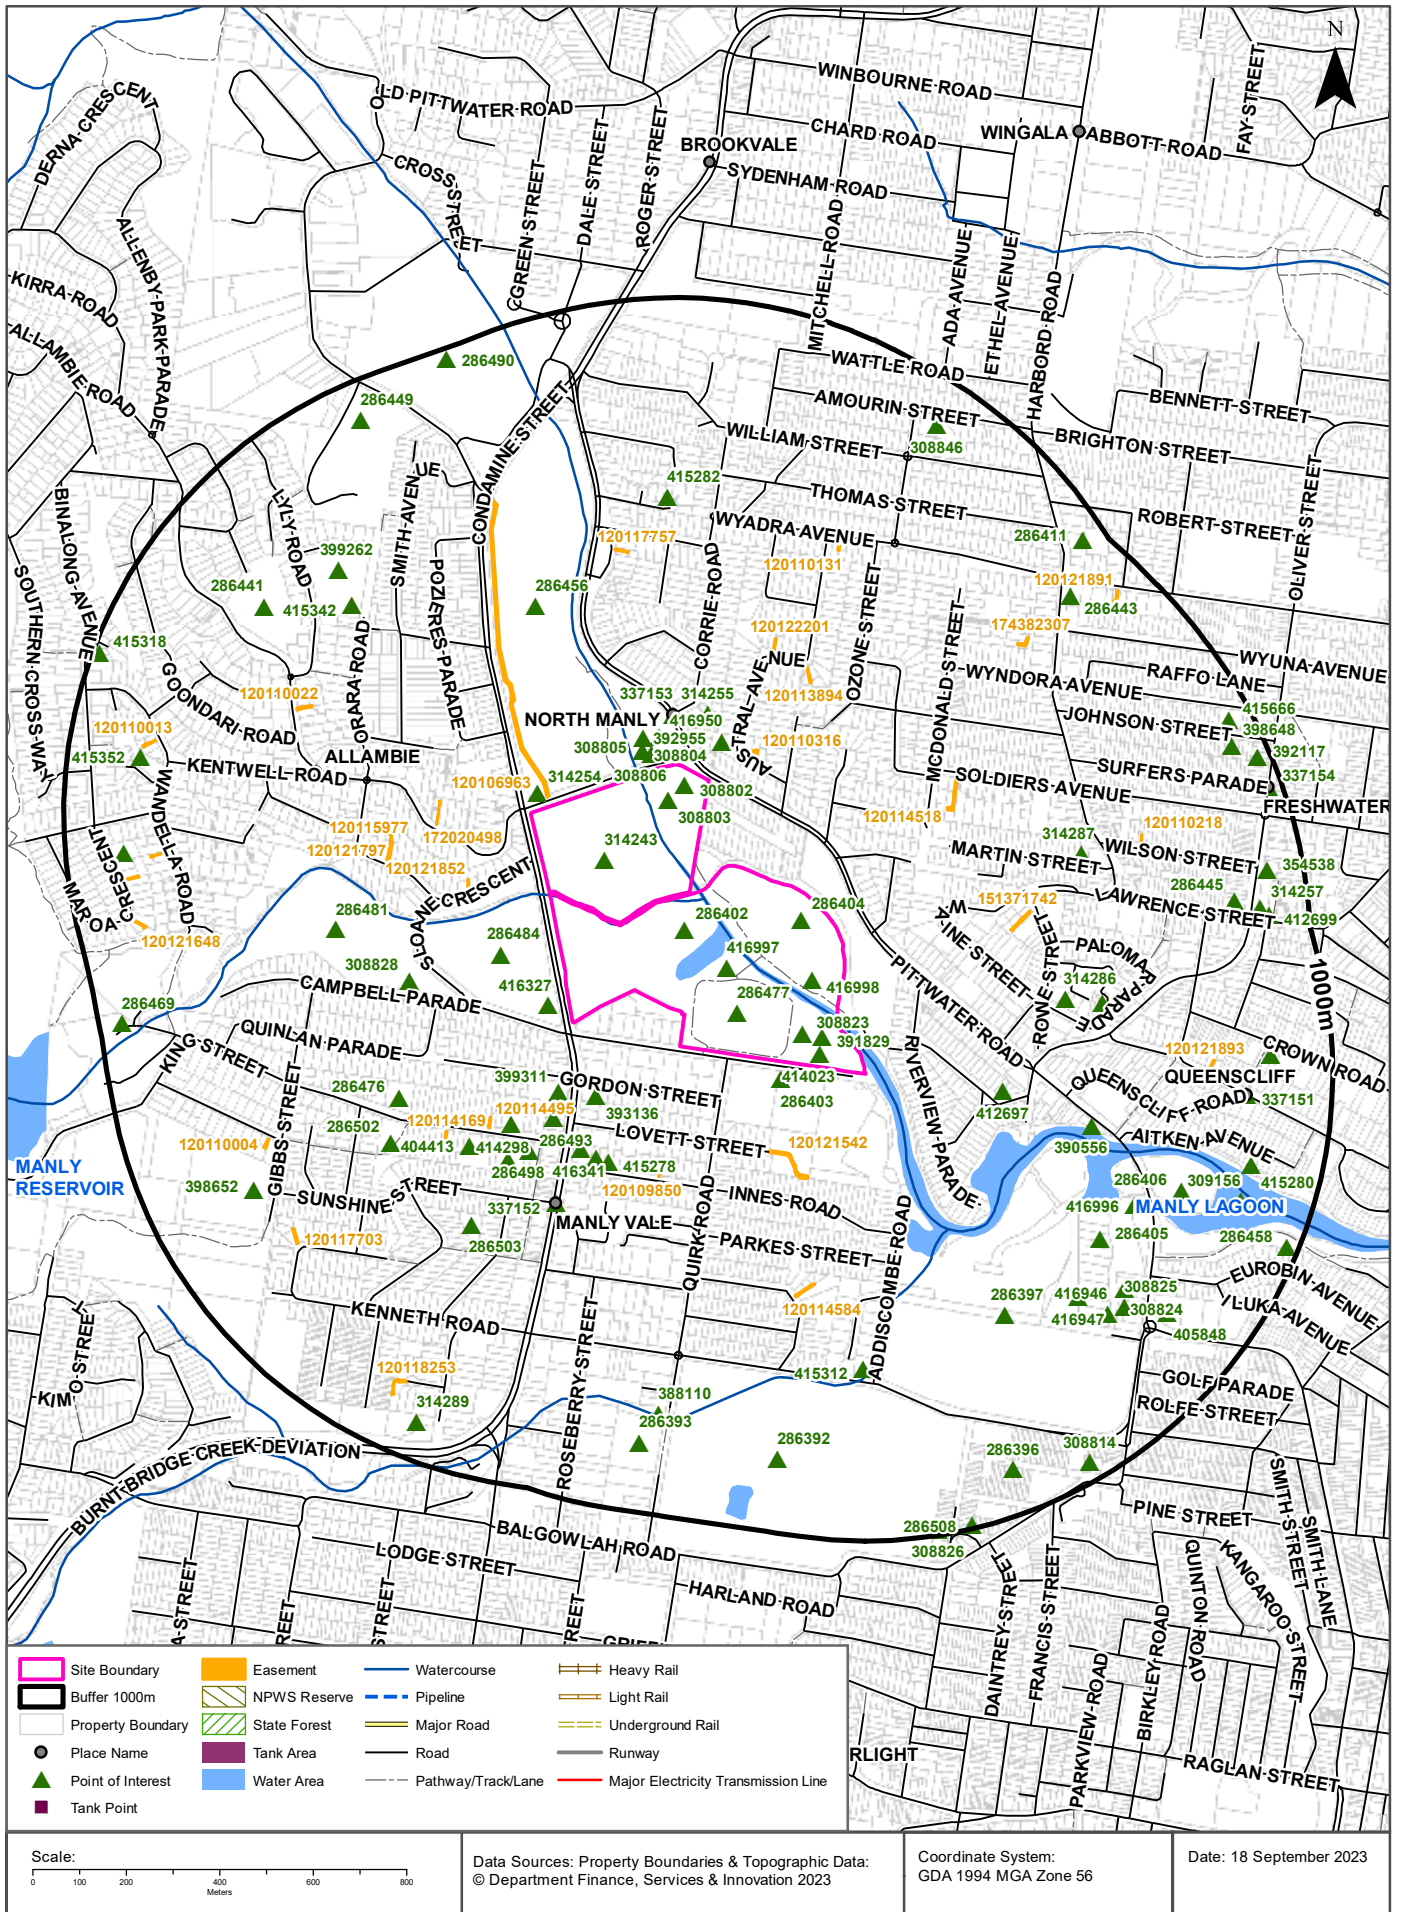 N
WINBOURNE ROAD
FAY STREET
DERNA CRESCENT
OLD PITTWATER ROAD
CHARD ROAD
WINGALA
ABBOTT ROAD
BROOKVALE
SYDENHAM ROAD
CROSS STREET
GREEN STREET
DALE STREET
ROGER STREET
MITCHELL ROAD
ADA AVENUE
ETHEL AVENUE
HARBORD ROAD
ALLENBY PARK PARADE
KIRRA ROAD
ALLAMBIE ROAD
286490
WATTLE ROAD
286449
AMOURIN STREET
BENNETT STREET
WILLIAM STREET
308846
BRIGHTON STREET
CONDAMINE STREET
415282
THOMAS STREET
ROBERT STREET
OLIVER STREET
BINALONG AVENUE
LYLY ROAD
SMITH AVENUE
WYADRA AVENUE
286411
120117757
399262
120110131
SOUTHERN CROSS WAY
286441
415342
POZIERES PARADE
286456
CORRIE ROAD
OZONE STREET
120121891
286443
120122201
174382307
MCDONALD STREET
415318
GOONDARI ROAD
ORARA ROAD
WYUNA AVENUE
RAFFO LANE
WYNDORA AVENUE
120110022
337153
314255
120113894
AUSTRAL AVENUE
415666
NORTH MANLY
416950
JOHNSON STREET
398648
120110013
392955
308805
308804
120110316
392117
415352
ALLAMBIE
KENTWELL ROAD
314254
308806
SURFERS PARADE
337154
120106963
308802
SOLDIERS AVENUE
FRESHWATER
308803
120114518
120115977
172020498
120110218
WANDELLA ROAD
120121797
314243
314287
MAROA CRESCENT
120121852
MARTIN STREET
WILSON STREET
354538
SLOANE CRESCENT
286445
314257
151371742
LAWRENCE STREET
412699
286481
286402
286404
120121648
286484
WAINE STREET
ROWE STREET
PALOMAR PARADE
308828
416997
PITTWATER ROAD
1000m
CAMPBELL PARADE
416327
286477
416998
314286
286469
308823
QUINLAN PARADE
391829
120121893
CROWN ROAD
KING STREET
RIVERVIEW PARADE
QUEENSCLIFF
399311
GORDON STREET
414023
286476
286403
QUEENSCLIFF ROAD
337151
393136
412697
120114169
120114495
286502
LOVETT STREET
390556
AITKEN AVENUE
GIBBS STREET
120110004
404413
414298
286493
120121542
MANLY
RESERVOIR
286498
416341
415278
286406
309156
415280
398652
SUNSHINE STREET
120109850
INNES ROAD
337152
416996
MANLY LAGOON
MANLY VALE
286503
120117703
PARKES STREET
286405
286458
QUIRK ROAD
ADDISCOMBE ROAD
EUROBIN AVENUE
286397
416946
308825
120114584
308824
ILUKA AVENUE
416947
KENNETH ROAD
405848
KIMO STREET
ROSEBERRY STREET
415312
120118253
GOLF PARADE
388110
ROLFE STREET
314289
286393
286392
286396
308814
BURNT BRIDGE CREEK DEVIATION
SMITH STREET
SMITH LANE
PINE STREET
286508
BALGOWLAH ROAD
308826
LODGE STREET
HARLAND ROAD
DAINTREY STREET
FRANCIS STREET
QUINTON ROAD
KANGAROO STREET
A STREET
REET
STREET
TREET
BIRKLEY ROAD
PARKVIEW ROAD
RLIGHT
RAGLAN STREET
Site Boundary
Easement
Watercourse
Heavy Rail
Buffer 1000m
NPWS Reserve
Pipeline
Light Rail
Property Boundary
State Forest
Major Road
Underground Rail
Place Name
Tank Area
Road
Runway
Point of Interest
Water Area
Pathway/Track/Lane
Major Electricity Transmission Line
Tank Point
Scale:
0 100 200 400 600 800
Meters
Data Sources: Property Boundaries & Topographic Data:
© Department Finance, Services & Innovation 2023
Coordinate System:
GDA 1994 MGA Zone 56
Date: 18 September 2023